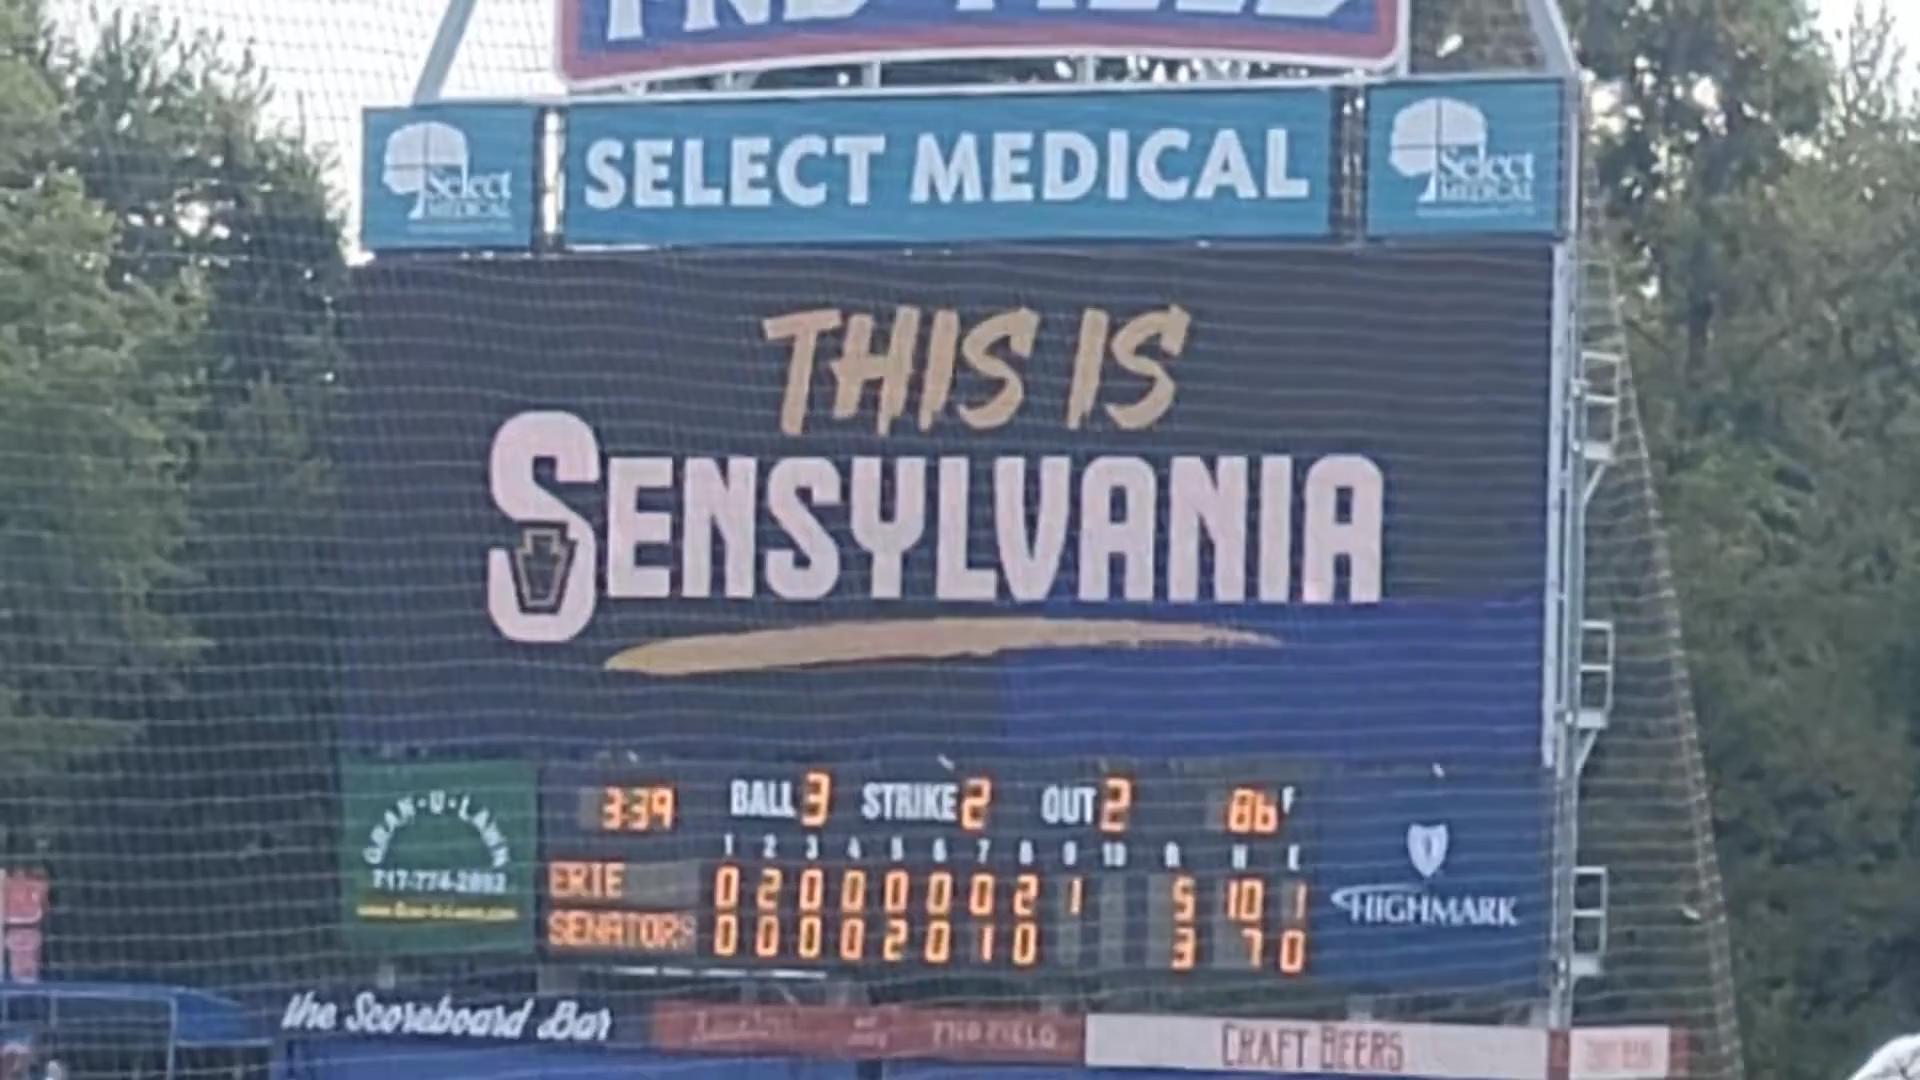 FNB FIELD
Select
MEDICAL
SELECT MEDICAL
Select
MEDICAL
THIS IS
SENSYLVANIA
GRAN-U-LAWN
3:39 BALL 3 STRIKE 2 OUT 2 86 F
1 2 3 4 5 6 7 8 9 10 R H E
ERIE 0 2 0 0 0 0 0 2 1 5 10 1
SENATORS 0 0 0 0 2 0 1 0 3 7 0
HIGHMARK
the Scoreboard Bar
FNB FIELD
CRAFT BEERS